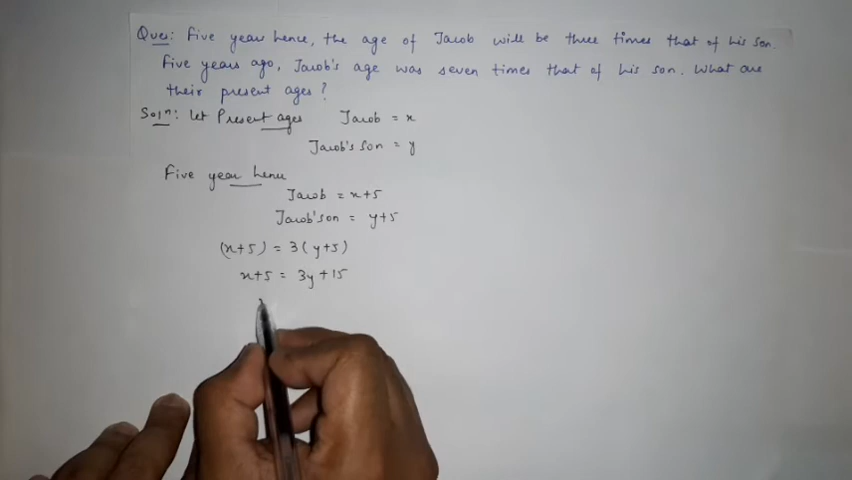 Ques: Five years hence, the age of Jacob will be three times that of his son.
Five years ago, Jacob's age was seven times that of his son. What are
their present ages?
Soln: Let Present ages Jacob = x
Jacob's son = y
Five year hence
Jacob = x+5
Jacob'son = y+5
(x+5) = 3(y+5)
x+5 = 3y+15